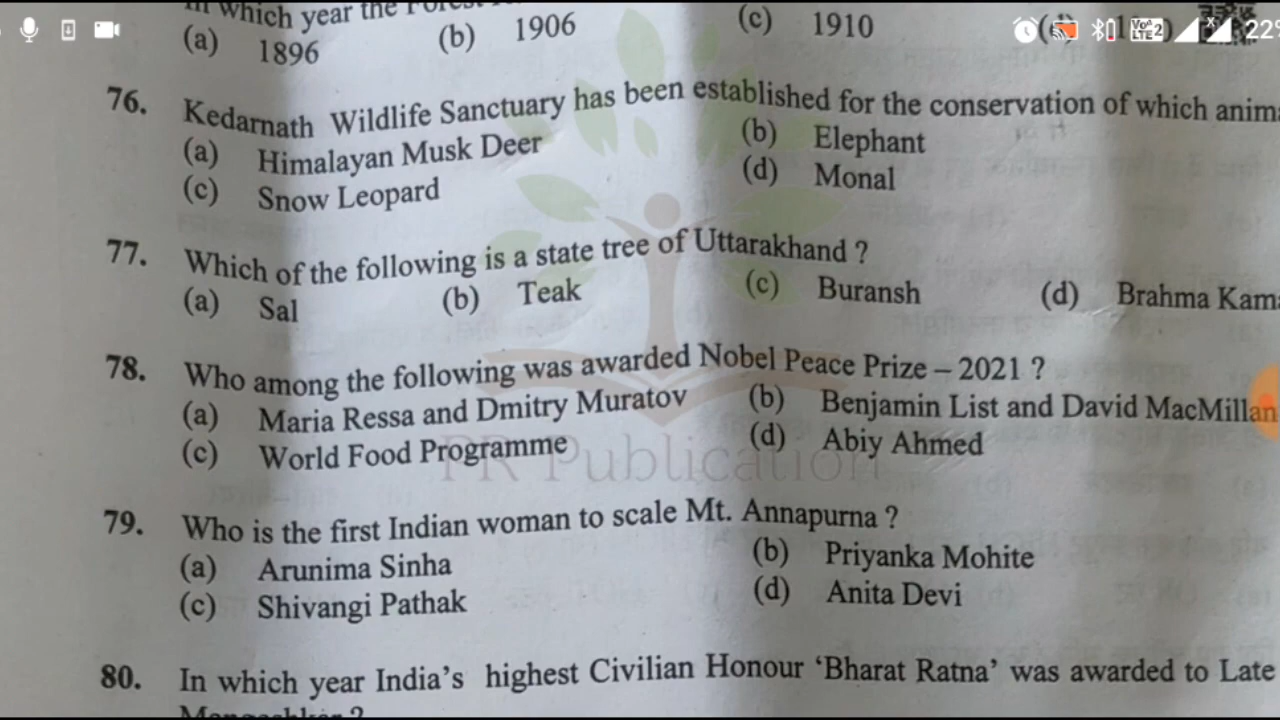 In which year the Forest
(a) 1896 (b) 1906 (c) 1910 (d)
22%
76. Kedarnath Wildlife Sanctuary has been established for the conservation of which anim
(a) Himalayan Musk Deer (b) Elephant
(c) Snow Leopard (d) Monal
77. Which of the following is a state tree of Uttarakhand ?
(a) Sal (b) Teak (c) Buransh (d) Brahma Kam
78. Who among the following was awarded Nobel Peace Prize – 2021 ?
(a) Maria Ressa and Dmitry Muratov (b) Benjamin List and David MacMillan
(c) World Food Programme (d) Abiy Ahmed
PR Publication
79. Who is the first Indian woman to scale Mt. Annapurna ?
(a) Arunima Sinha (b) Priyanka Mohite
(c) Shivangi Pathak (d) Anita Devi
80. In which year India's highest Civilian Honour 'Bharat Ratna' was awarded to Late
Mangeshkar ?